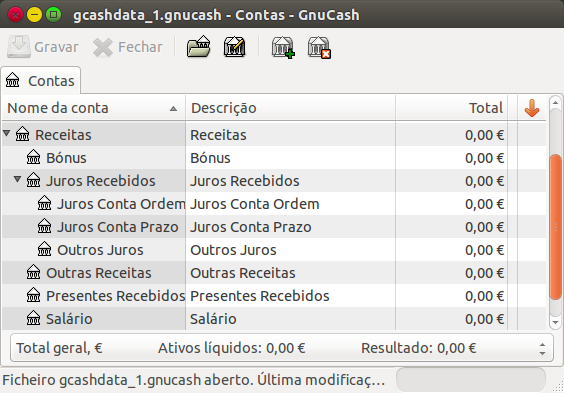 gcashdata_1.gnucash - Contas - GnuCash
Gravar Fechar
Contas
Nome da conta Descrição Total
Receitas Receitas 0,00 €
Bónus Bónus 0,00 €
Juros Recebidos Juros Recebidos 0,00 €
Juros Conta Ordem Juros Conta Ordem 0,00 €
Juros Conta Prazo Juros Conta Prazo 0,00 €
Outros Juros Outros Juros 0,00 €
Outras Receitas Outras Receitas 0,00 €
Presentes Recebidos Presentes Recebidos 0,00 €
Salário Salário 0,00 €
Total geral, € Ativos líquidos: 0,00 € Resultado: 0,00 €
Ficheiro gcashdata_1.gnucash aberto. Última modificaç…